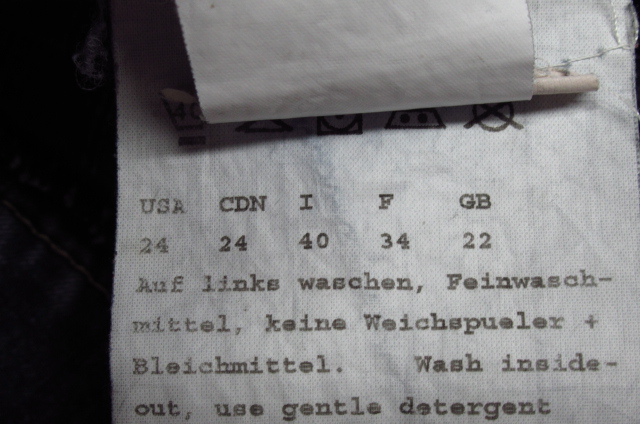 40
USA CDN I F GB
24 24 40 34 22
Auf links waschen, Feinwasch-
mittel, keine Weichspueler +
Bleichmittel. Wash inside-
out, use gentle detergent